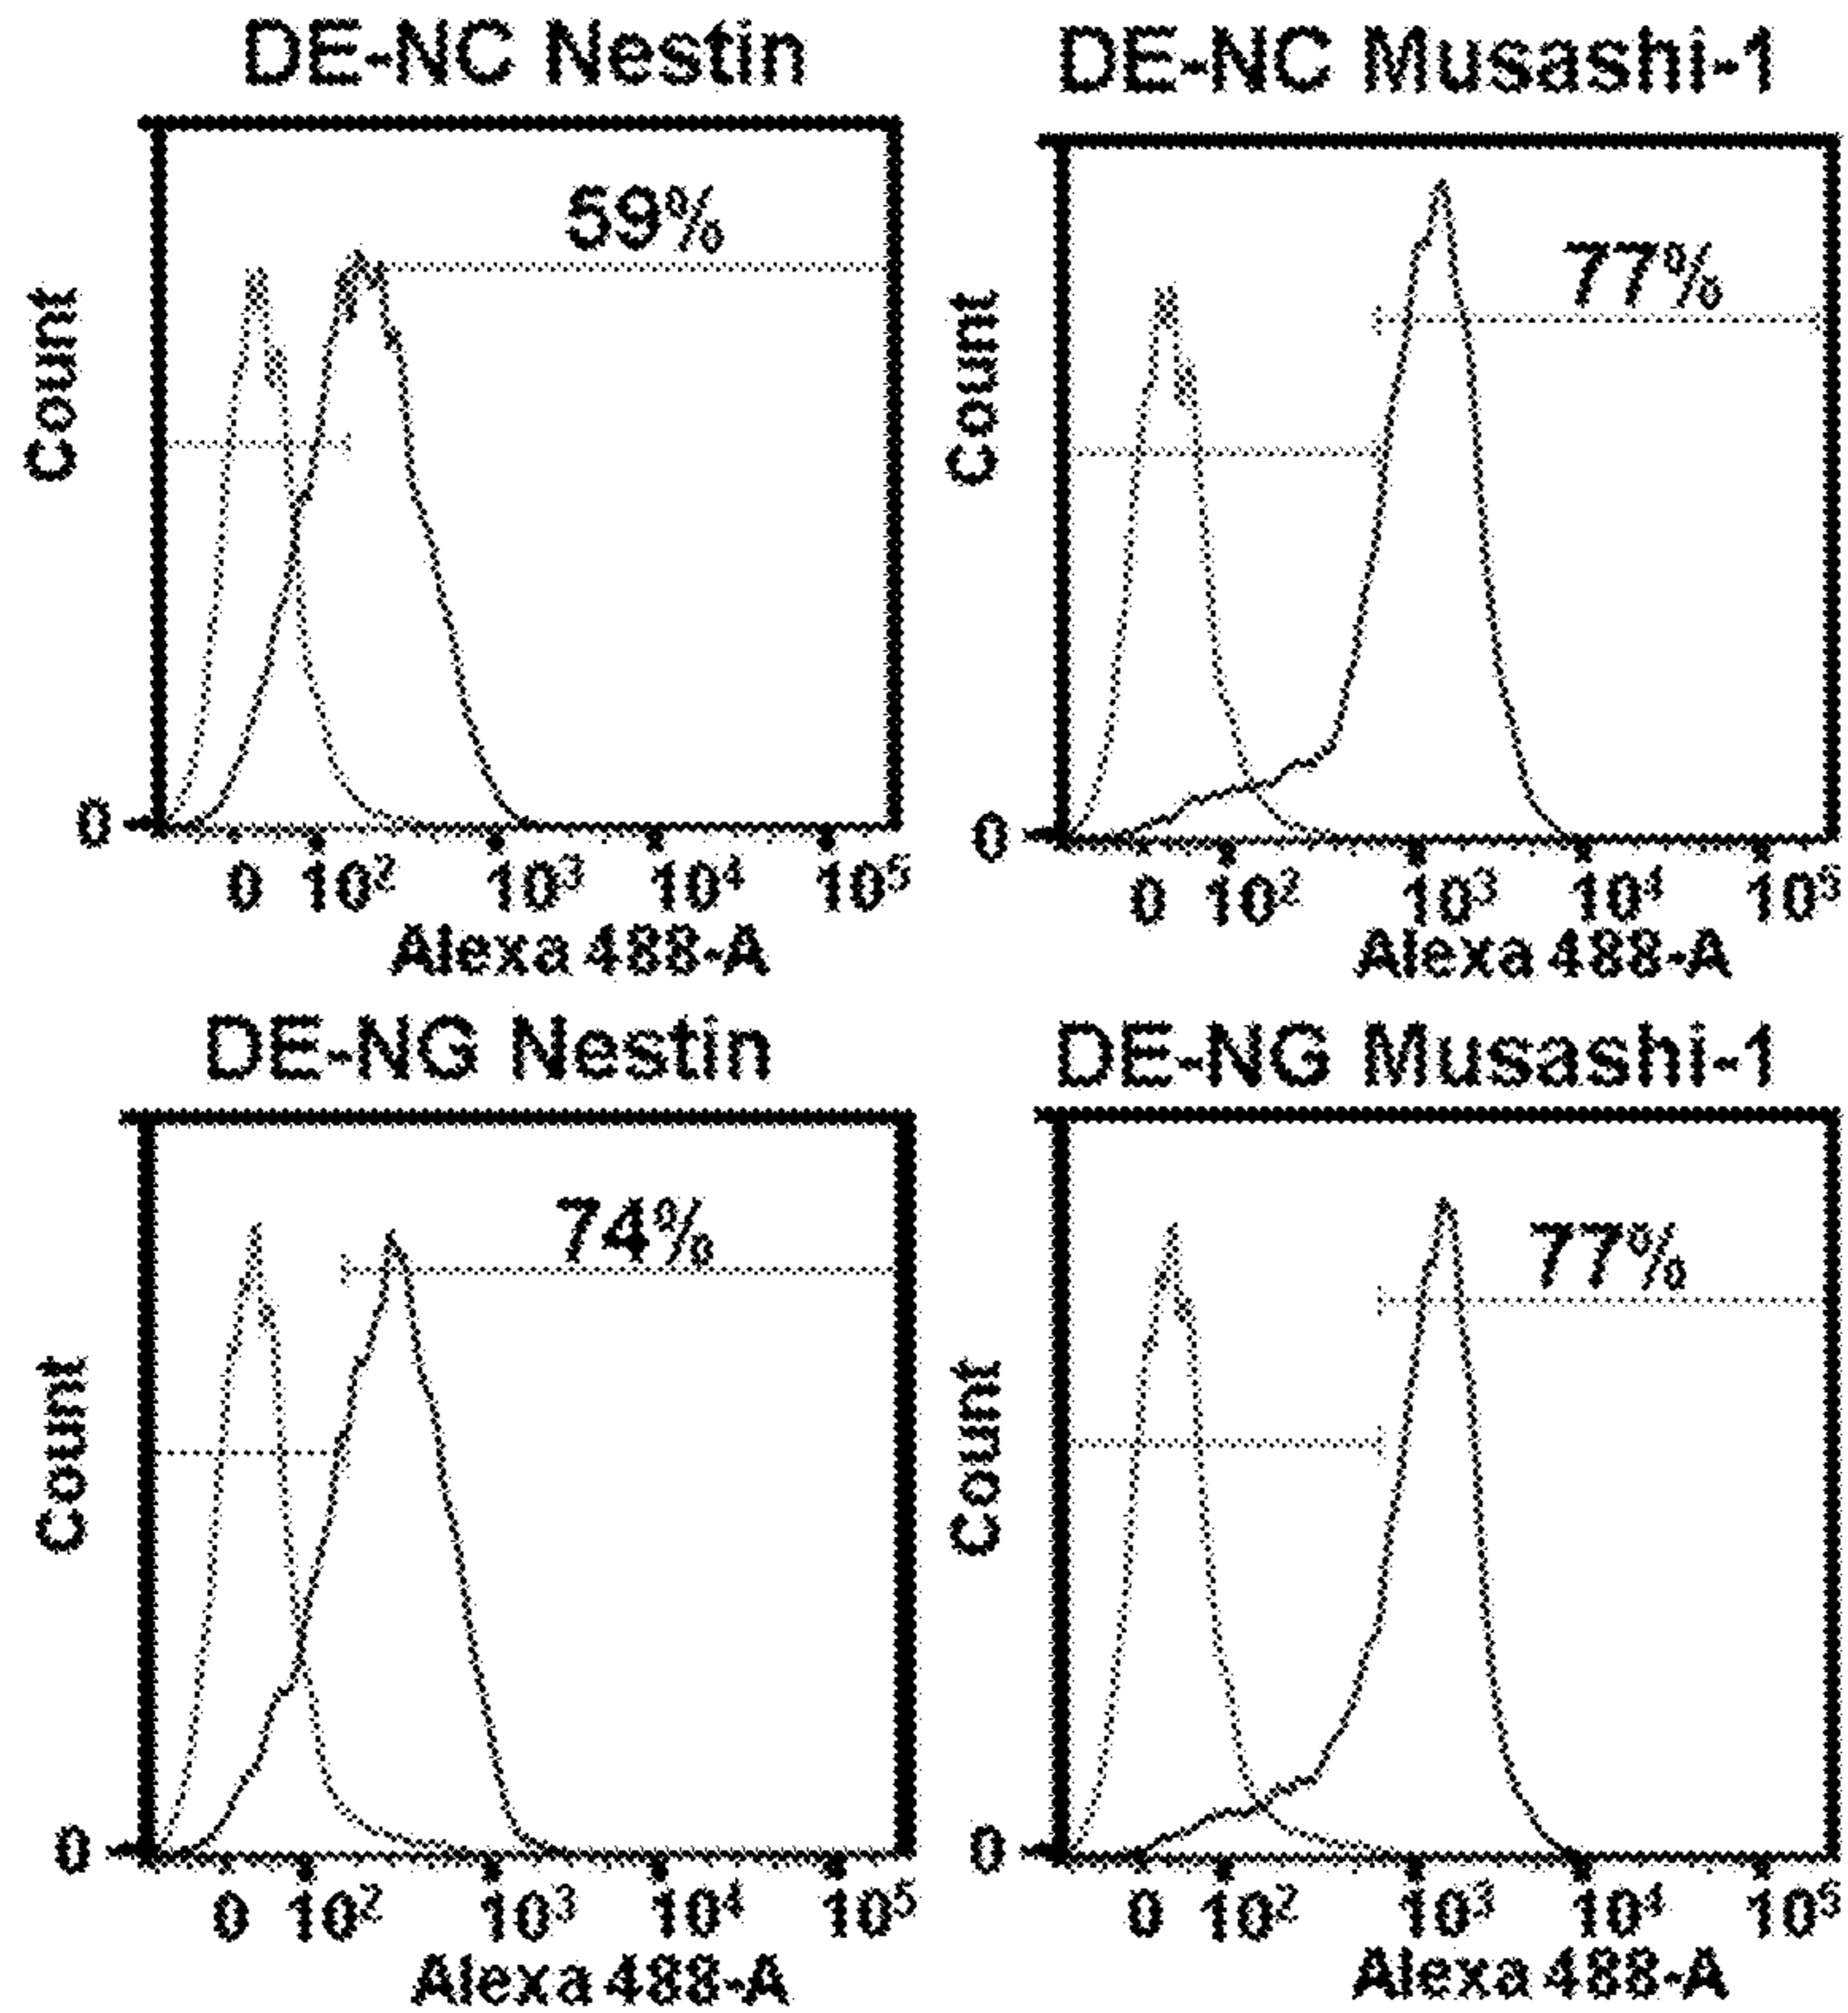 DE-NC Nestin
59%
Count
0
0 10² 10³ 10⁴ 10⁵
Alexa 488-A
DE-NC Musashi-1
77%
Count
0
0 10² 10³ 10⁴ 10⁵
Alexa 488-A
DE-NG Nestin
74%
Count
0
0 10² 10³ 10⁴ 10⁵
Alexa 488-A
DE-NG Musashi-1
77%
Count
0
0 10² 10³ 10⁴ 10⁵
Alexa 488-A